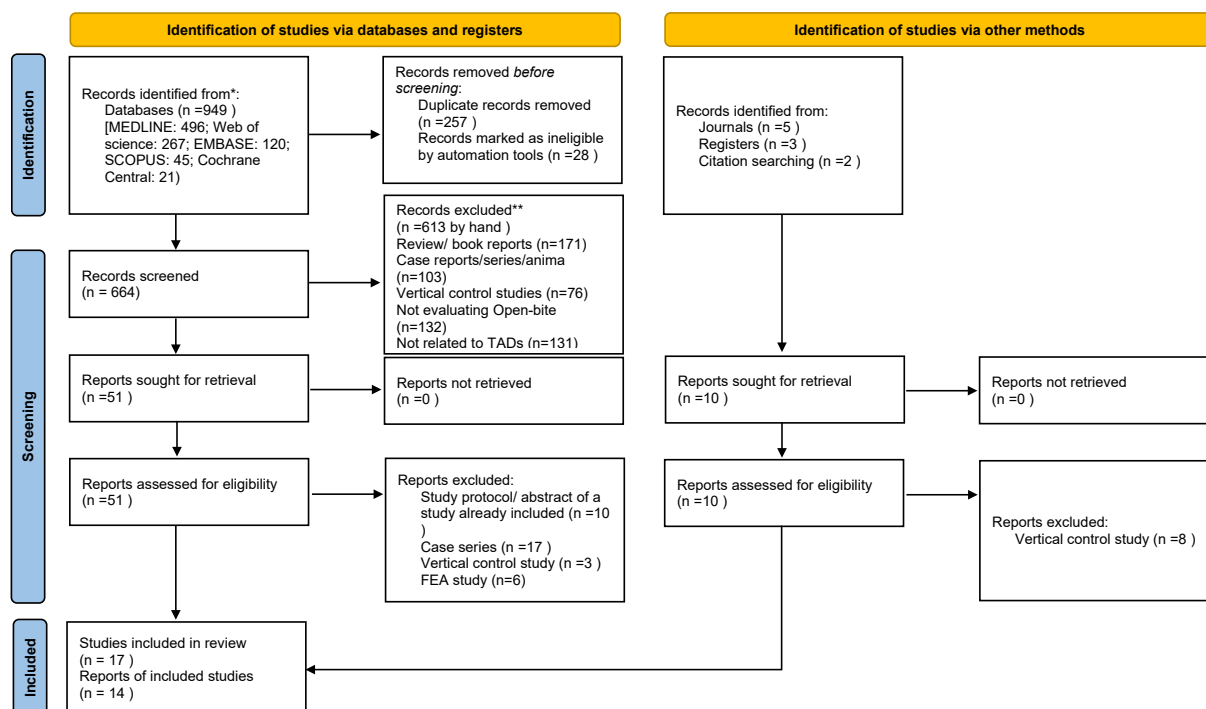 Identification of studies via databases and registers
Identification of studies via other methods
Identification
Records identified from*:
Databases (n =949 )
[MEDLINE: 496; Web of
science: 267; EMBASE: 120;
SCOPUS: 45; Cochrane
Central: 21)
Records removed before
screening:
Duplicate records removed
(n =257 )
Records marked as ineligible
by automation tools (n =28 )
Records identified from:
Journals (n =5 )
Registers (n =3 )
Citation searching (n =2 )
Screening
Records screened
(n = 664)
Records excluded**
(n =613 by hand )
Review/ book reports (n=171)
Case reports/series/anima
(n=103)
Vertical control studies (n=76)
Not evaluating Open-bite
(n=132)
Not related to TADs (n=131)
Reports sought for retrieval
(n =51 )
Reports not retrieved
(n =0 )
Reports sought for retrieval
(n =10 )
Reports not retrieved
(n =0 )
Reports assessed for eligibility
(n =51 )
Reports excluded:
Study protocol/ abstract of a
study already included (n =10
)
Case series (n =17 )
Vertical control study (n =3 )
FEA study (n=6)
Reports assessed for eligibility
(n =10 )
Reports excluded:
Vertical control study (n =8 )
Included
Studies included in review
(n = 17 )
Reports of included studies
(n = 14 )